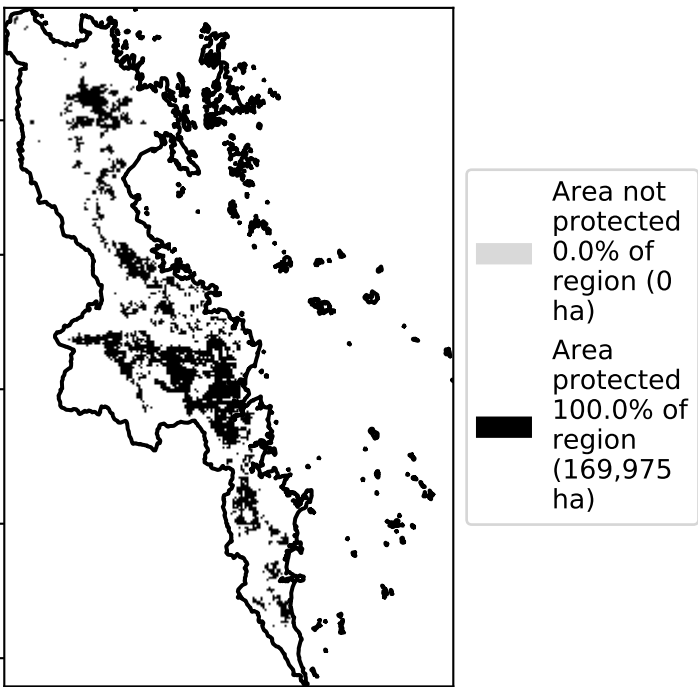 Area not
protected
0.0% of
region (0
ha)
Area
protected
100.0% of
region
(169,975
ha)